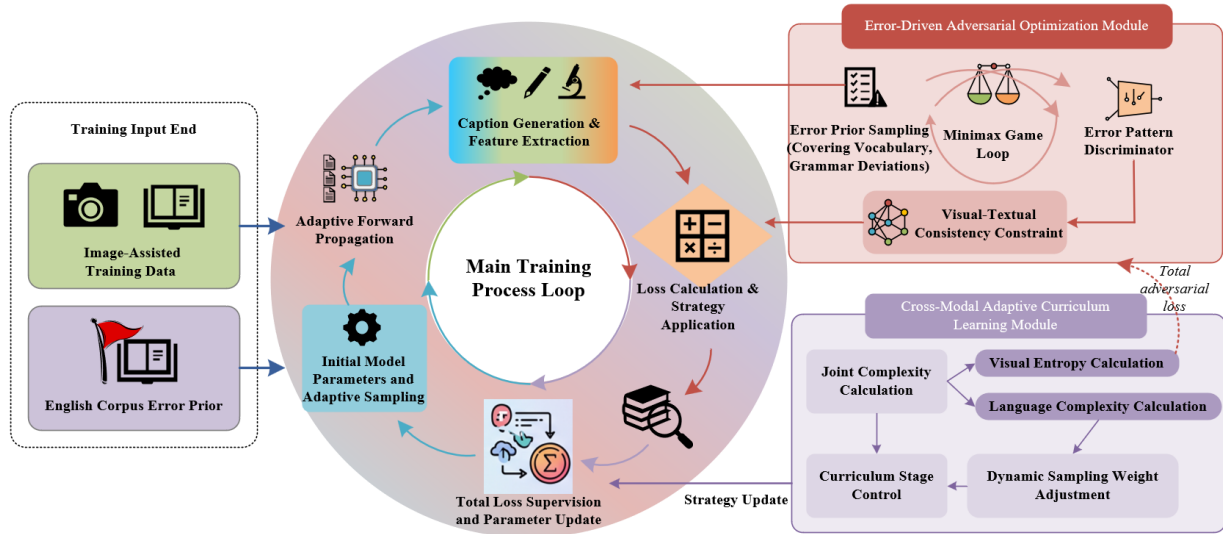 Training Input End
Image-Assisted
Training Data
English Corpus Error Prior
Caption Generation &
Feature Extraction
Adaptive Forward
Propagation
Main Training
Process Loop
Loss Calculation &
Strategy
Application
Initial Model
Parameters and
Adaptive Sampling
Σ
Total Loss Supervision
and Parameter Update
Strategy Update
Error-Driven Adversarial Optimization Module
Error Prior Sampling
(Covering Vocabulary,
Grammar Deviations)
Minimax Game
Loop
Error Pattern
Discriminator
Visual-Textual
Consistency Constraint
Total
adversarial
loss
Cross-Modal Adaptive Curriculum
Learning Module
Joint Complexity
Calculation
Visual Entropy Calculation
Language Complexity Calculation
Curriculum Stage
Control
Dynamic Sampling Weight
Adjustment